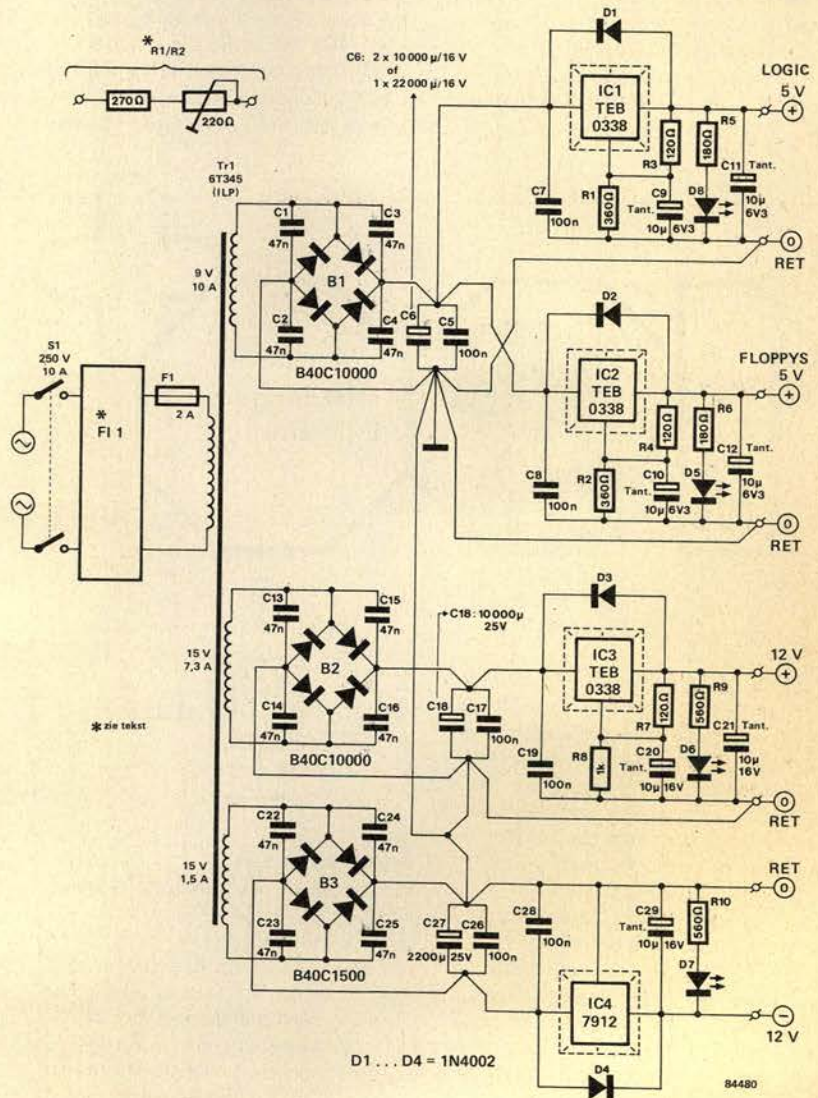 *
R1/R2
270Ω
220Ω
C6: 2 x 10 000 µ/16 V
of
1 x 22 000 µ/16 V
Tr1
6T345
(ILP)
9 V
10 A
C1
47n
C3
47n
B1
C2
47n
C4
47n
B40C10000
C6
C5
100n
D1
IC1
TEB
0338
C7
100n
R1
360Ω
R3
120Ω
Tant.
C9
10µ
6V3
R5
180Ω
D8
C11
Tant.
10µ
6V3
LOGIC
5 V
+
0
RET
D2
IC2
TEB
0338
C8
100n
R2
360Ω
R4
120Ω
Tant.
C10
10µ
6V3
R6
180Ω
D5
C12
Tant.
10µ
6V3
FLOPPYS
5 V
+
0
RET
S1
250 V
10 A
*
FI 1
F1
2 A
15 V
7,3 A
C13
47n
C15
47n
B2
C14
47n
C16
47n
B40C10000
C18: 10 000µ
25V
C18
C17
100n
D3
IC3
TEB
0338
C19
100n
R8
1k
R7
120Ω
Tant.
C20
10µ
16V
R9
560Ω
D6
C21
Tant.
10µ
16V
12 V
+
0
RET
* zie tekst
15 V
1,5 A
C22
47n
C24
47n
B3
C23
47n
C25
47n
B40C1500
C27
2200µ 25V
C26
100n
C28
100n
IC4
7912
C29
Tant.
10µ
16V
R10
560Ω
D7
D4
RET
0
−
12 V
D1 . . . D4 = 1N4002
84480